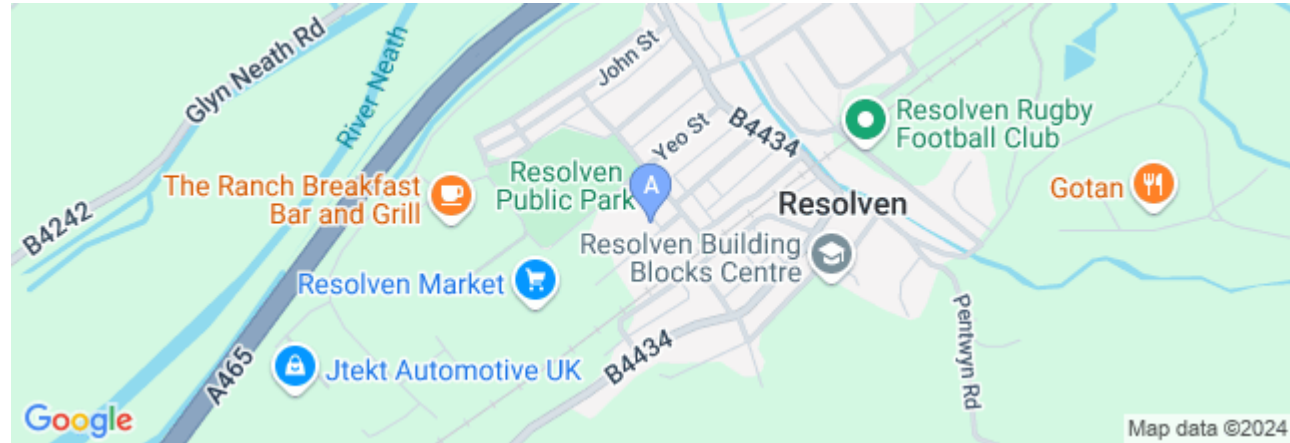 Glyn Neath Rd
River Neath
John St
Yeo St
B4434
Resolven Rugby
Football Club
The Ranch Breakfast
Bar and Grill
Resolven
Public Park
A
Resolven
Gotan
B4242
Resolven Building
Blocks Centre
Resolven Market
Pentwyn Rd
A465
Jtekt Automotive UK
B4434
Google
Map data ©2024